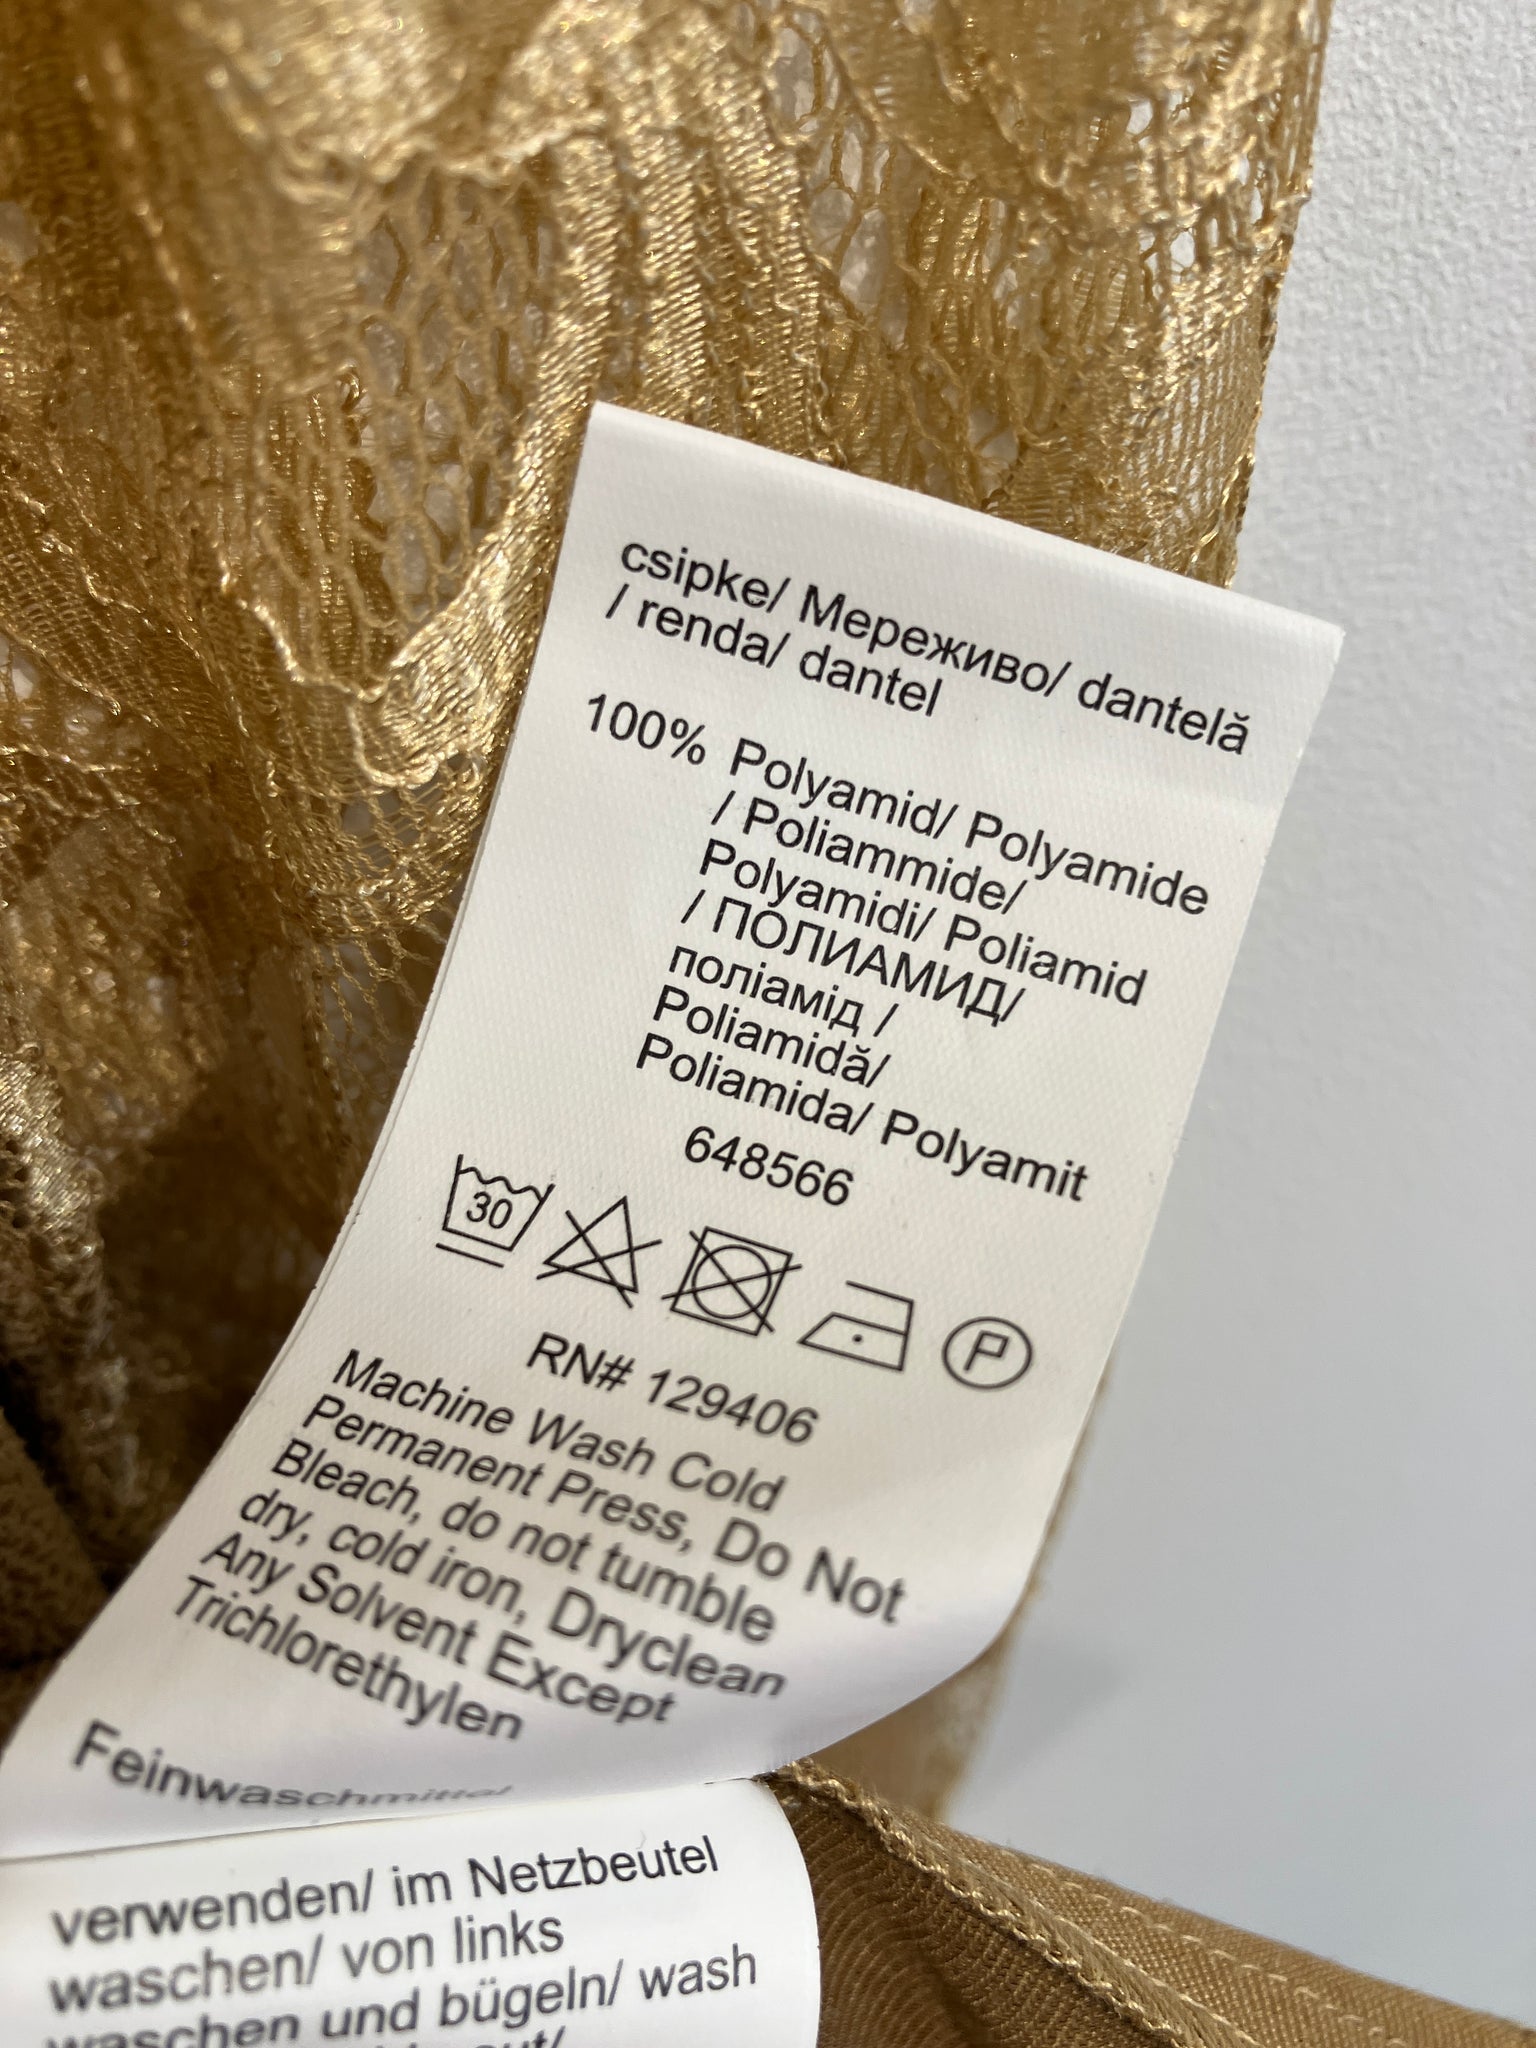 csipke/ Мереживо/ dantelă
/ renda/ dantel
100% Polyamid/ Polyamide
/ Poliammide/
Polyamidi/ Poliamid
/ ПОЛИАМИД/
поліамід /
Poliamidă/
Poliamida/ Polyamit
648566
30
P
RN# 129406
Machine Wash Cold
Permanent Press, Do Not
Bleach, do not tumble
dry, cold iron, Dryclean
Any Solvent Except
Trichlorethylen
Feinwaschmittel
verwenden/ im Netzbeutel
waschen/ von links
waschen und bügeln/ wash